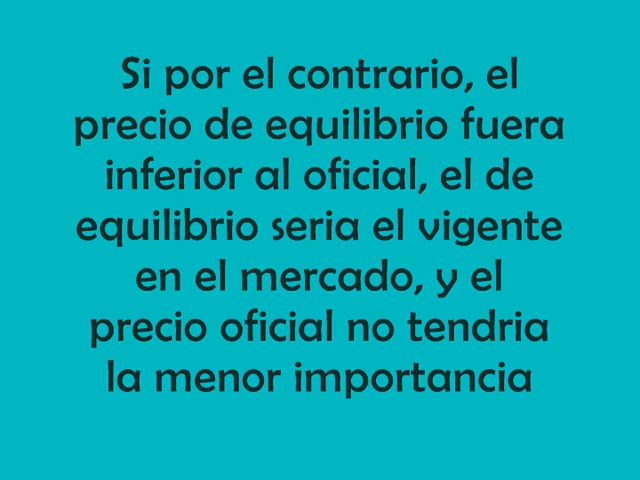 Si por el contrario, el
precio de equilibrio fuera
inferior al oficial, el de
equilibrio seria el vigente
en el mercado, y el
precio oficial no tendria
la menor importancia